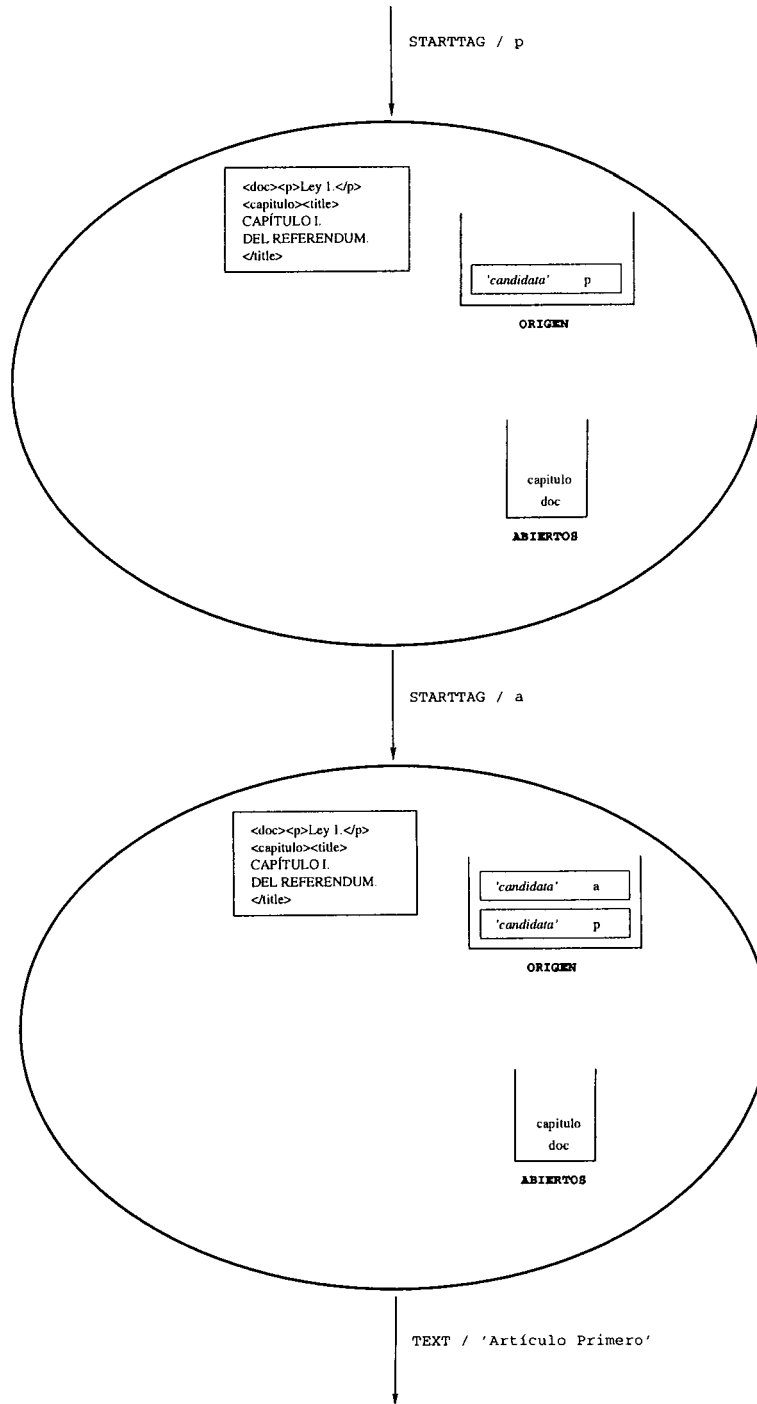 STARTTAG / p
<doc><p>Ley 1.</p>
<capitulo><title>
CAPÍTULO I.
DEL REFERENDUM.
</title>
'candidata' p
ORIGEN
capitulo
doc
ABIERTOS
STARTTAG / a
<doc><p>Ley 1.</p>
<capitulo><title>
CAPÍTULO I.
DEL REFERENDUM.
</title>
'candidata' a
'candidata' p
ORIGEN
capitulo
doc
ABIERTOS
TEXT / ‘Artículo Primero’